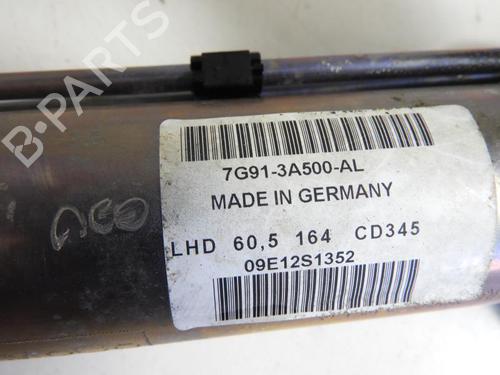 B-PARTS
7G91-3A500-AL
MADE IN GERMANY
LHD 60,5 164 CD345
09E12S1352